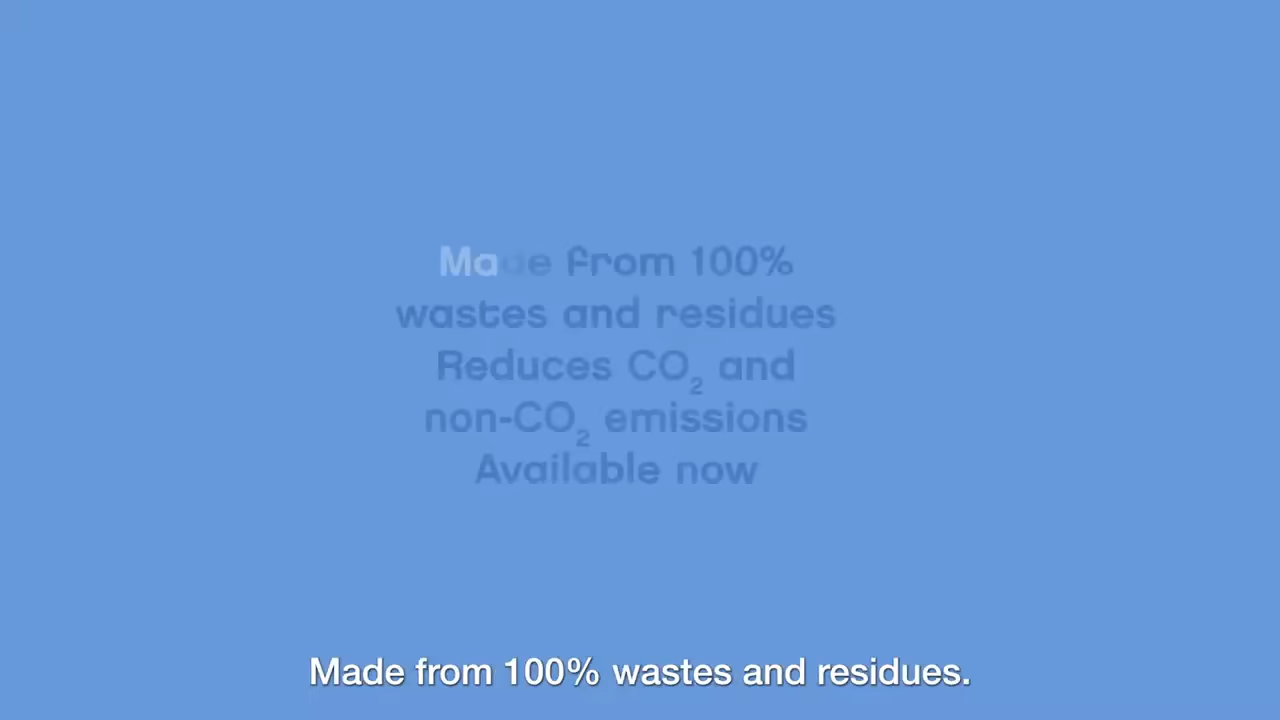 Made from 100%
wastes and residues
Reduces CO₂ and
non-CO₂ emissions
Available now
Made from 100% wastes and residues.